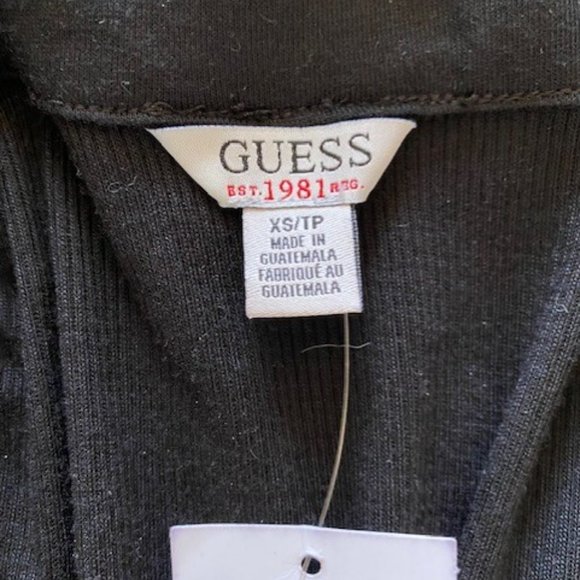 GUESS
EST. 1981 REG.
XS/TP
MADE IN
GUATEMALA
FABRIQUÉ AU
GUATEMALA